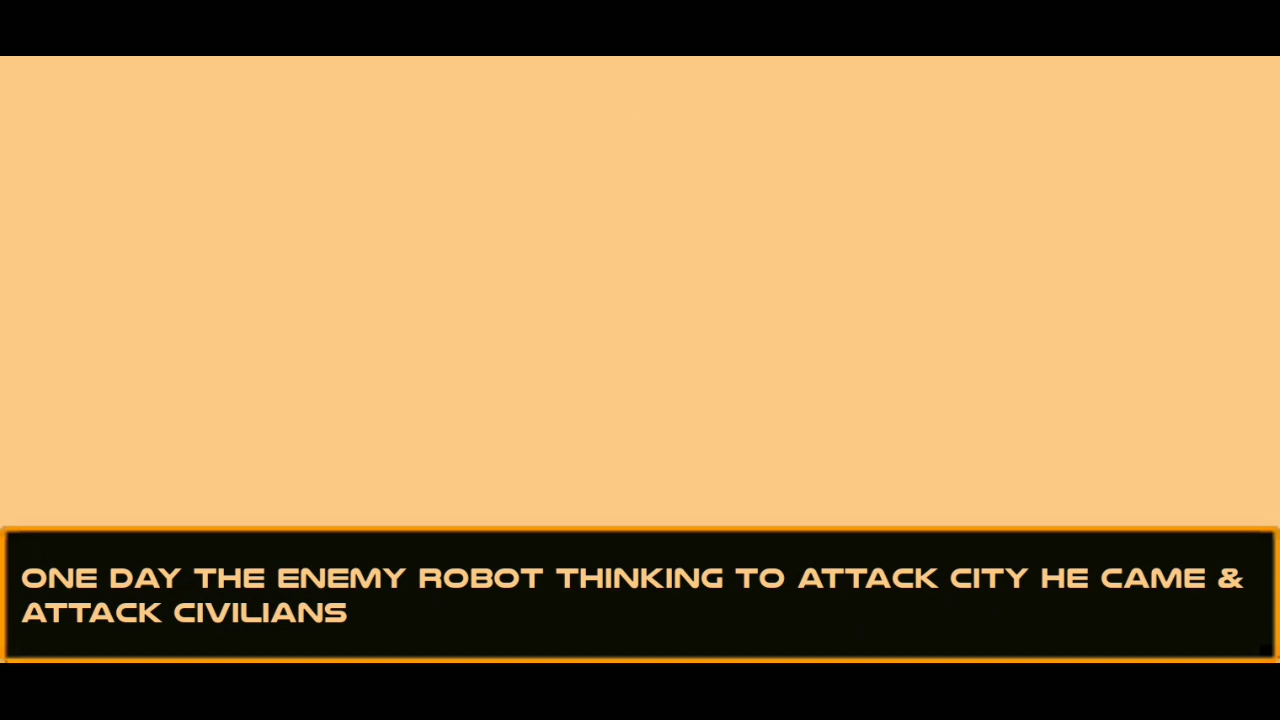 ONE DAY THE ENEMY ROBOT THINKING TO ATTACK CITY HE CAME &
ATTACK CIVILIANS